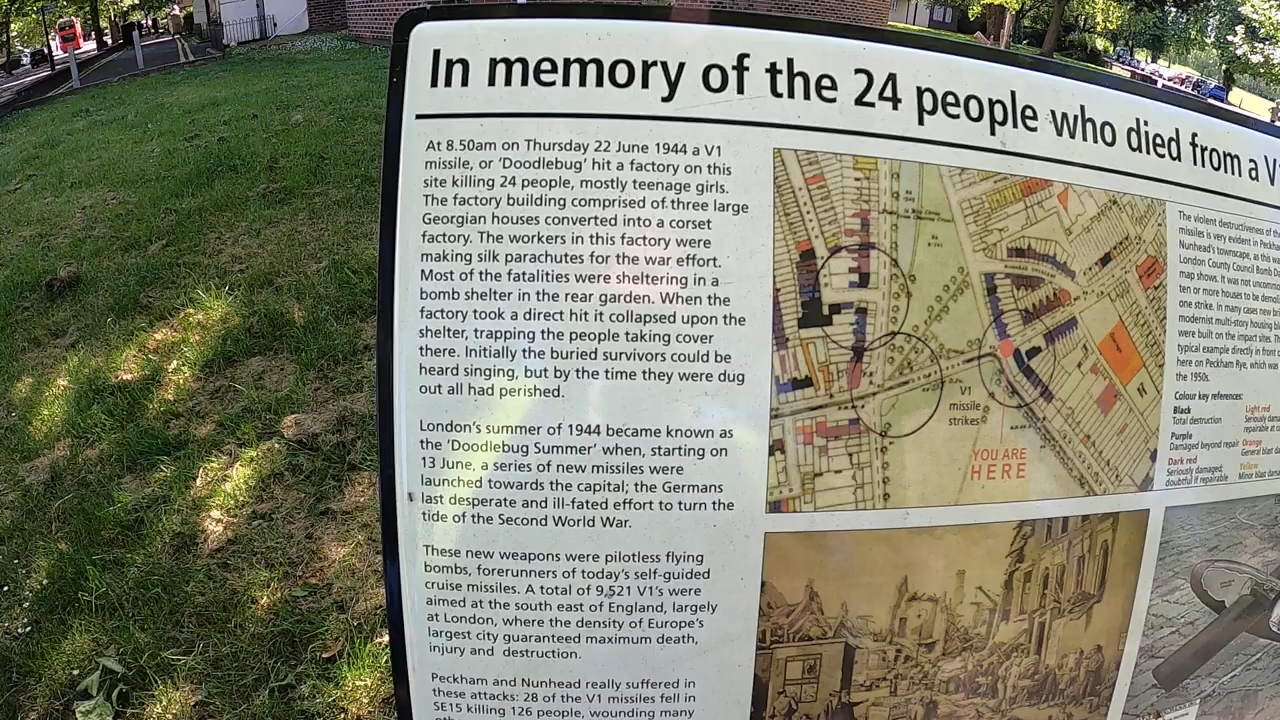 In memory of the 24 people who died from a V
At 8.50am on Thursday 22 June 1944 a V1
missile, or 'Doodlebug' hit a factory on this
site killing 24 people, mostly teenage girls.
The factory building comprised of three large
Georgian houses converted into a corset
factory. The workers in this factory were
making silk parachutes for the war effort.
Most of the fatalities were sheltering in a
bomb shelter in the rear garden. When the
factory took a direct hit it collapsed upon the
shelter, trapping the people taking cover
there. Initially the buried survivors could be
heard singing, but by the time they were dug
out all had perished.
London's summer of 1944 became known as
the 'Doodlebug Summer' when, starting on
13 June, a series of new missiles were
launched towards the capital; the Germans
last desperate and ill-fated effort to turn the
tide of the Second World War.
These new weapons were pilotless flying
bombs, forerunners of today's self-guided
cruise missiles. A total of 9,521 V1's were
aimed at the south east of England, largely
at London, where the density of Europe's
largest city guaranteed maximum death,
injury and destruction.
Peckham and Nunhead really suffered in
these attacks: 28 of the V1 missiles fell in
SE15 killing 126 people, wounding many
V1
missile
strikes
YOU ARE
HERE
The violent destructiveness of th
missiles is very evident in Peckh
Nunhead's townscape, as this wa
London County Council Bomb D
map shows. It was not uncomm
ten or more houses to be demo
one strike. In many cases new b
modernist multi-story housing b
were built on the impact sites. Th
typical example directly in front o
here on Peckham Rye, which was
the 1950s.
Colour key references:
Black
Total destruction
Purple
Damaged beyond repair
Dark red
Seriously damaged;
doubtful if repairable
Light red
Seriously dama
repairable at c
Orange
General blast da
Yellow
Minor blast dam